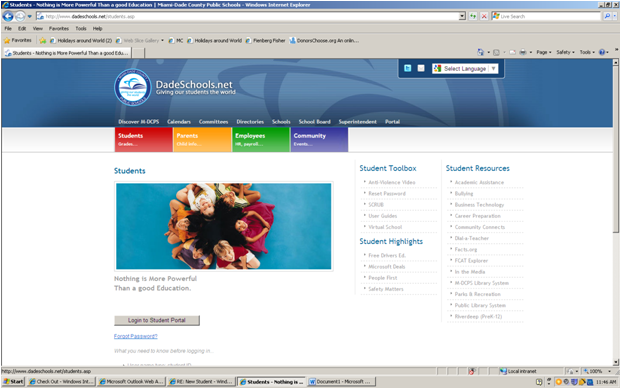 Students - Nothing is More Powerful Than a good Education | Miami-Dade County Public Schools - Windows Internet Explorer
http://www.dadeschools.net/students.asp
Live Search
File Edit View Favorites Tools Help
Favorites Holidays around World (2) Web Slice Gallery MC Holidays around World Fienberg Fisher DonorsChoose.org An onlin...
Students - Nothing is More Powerful Than a good Edu...
Page Safety Tools
Select Language
DadeSchools.net
Giving our students the world
Discover M-DCPS Calendars Committees Directories Schools School Board Superintendent Portal
Students Parents Employees Community
Grades... Child info... HR, payroll... Events...
Students
Nothing is More Powerful
Than a good Education.
Login to Student Portal
Forgot Password?
What you need to know before logging in...
Student Toolbox
Anti-Violence Video
Reset Password
SCRUB
User Guides
Virtual School
Student Highlights
Free Drivers Ed.
Microsoft Deals
People First
Safety Matters
Student Resources
Academic Assistance
Bullying
Business Technology
Career Preparation
Community Connects
Dial-a-Teacher
Facts.org
FCAT Explorer
In the Media
M-DCPS Library System
Parks & Recreation
Public Library System
Riverdeep (PreK-12)
http://www.dadeschools.net/students.asp
Local intranet
100%
Start Check Out - Windows Int... Microsoft Outlook Web A... RE: New Student - Wind... Students - Nothing is ... Document1 - Microsoft ...
11:46 AM